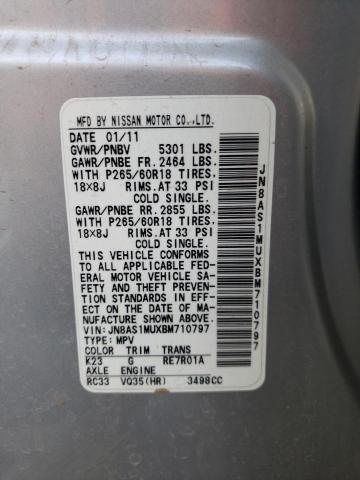 MFD BY NISSAN MOTOR CO.,LTD.
DATE 01/11
GVWR/PNBV 5301 LBS.
GAWR/PNBE FR. 2464 LBS.
WITH P265/60R18 TIRES.
18×8J RIMS. AT 33 PSI
COLD SINGLE.
GAWR/PNBE RR. 2855 LBS.
WITH P265/60R18 TIRES.
18×8J RIMS. AT 33 PSI
COLD SINGLE.
THIS VEHICLE CONFORMS
TO ALL APPLICABLE FED-
ERAL MOTOR VEHICLE SA-
FETY AND THEFT PREVENTION
STANDARDS IN EFFECT
ON THE DATE OF MA-
NUFACTURE SHOWN ABOVE.
VIN: JN8AS1MUXBM710797
TYPE: MPV
COLOR TRIM TRANS
K23 G RE7R01A
AXLE ENGINE
RC33 VQ35(HR) 3498CC
JN8AS1MUXBM710797